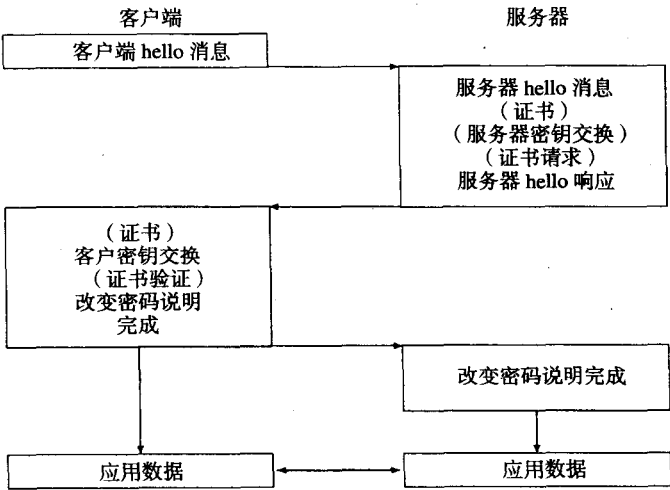 客户端
服务器
客户端 hello 消息
服务器 hello 消息
（证书）
（服务器密钥交换）
（证书请求）
服务器 hello 响应
（证书）
客户密钥交换
（证书验证）
改变密码说明
完成
改变密码说明完成
应用数据
应用数据